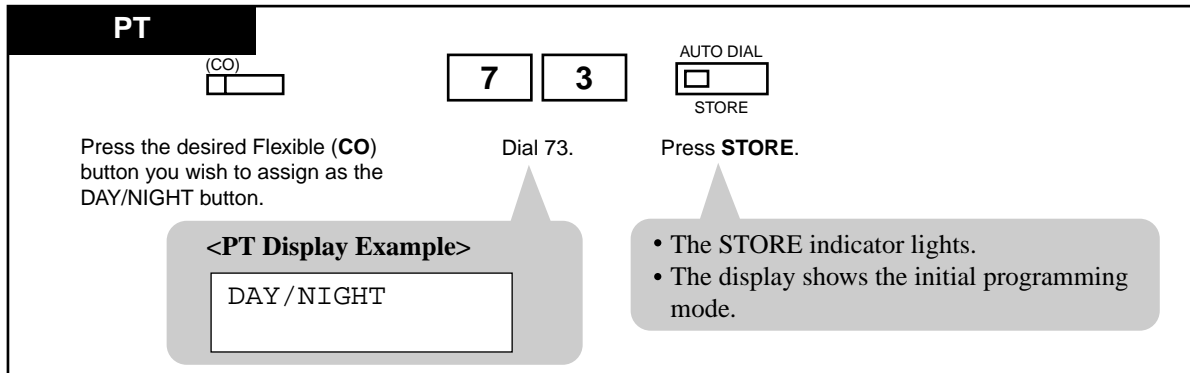 PT
(CO)
7 3
AUTO DIAL
STORE
Press the desired Flexible (CO)
button you wish to assign as the
DAY/NIGHT button.
Dial 73.
Press STORE.
<PT Display Example>
DAY/NIGHT
• The STORE indicator lights.
• The display shows the initial programming
mode.